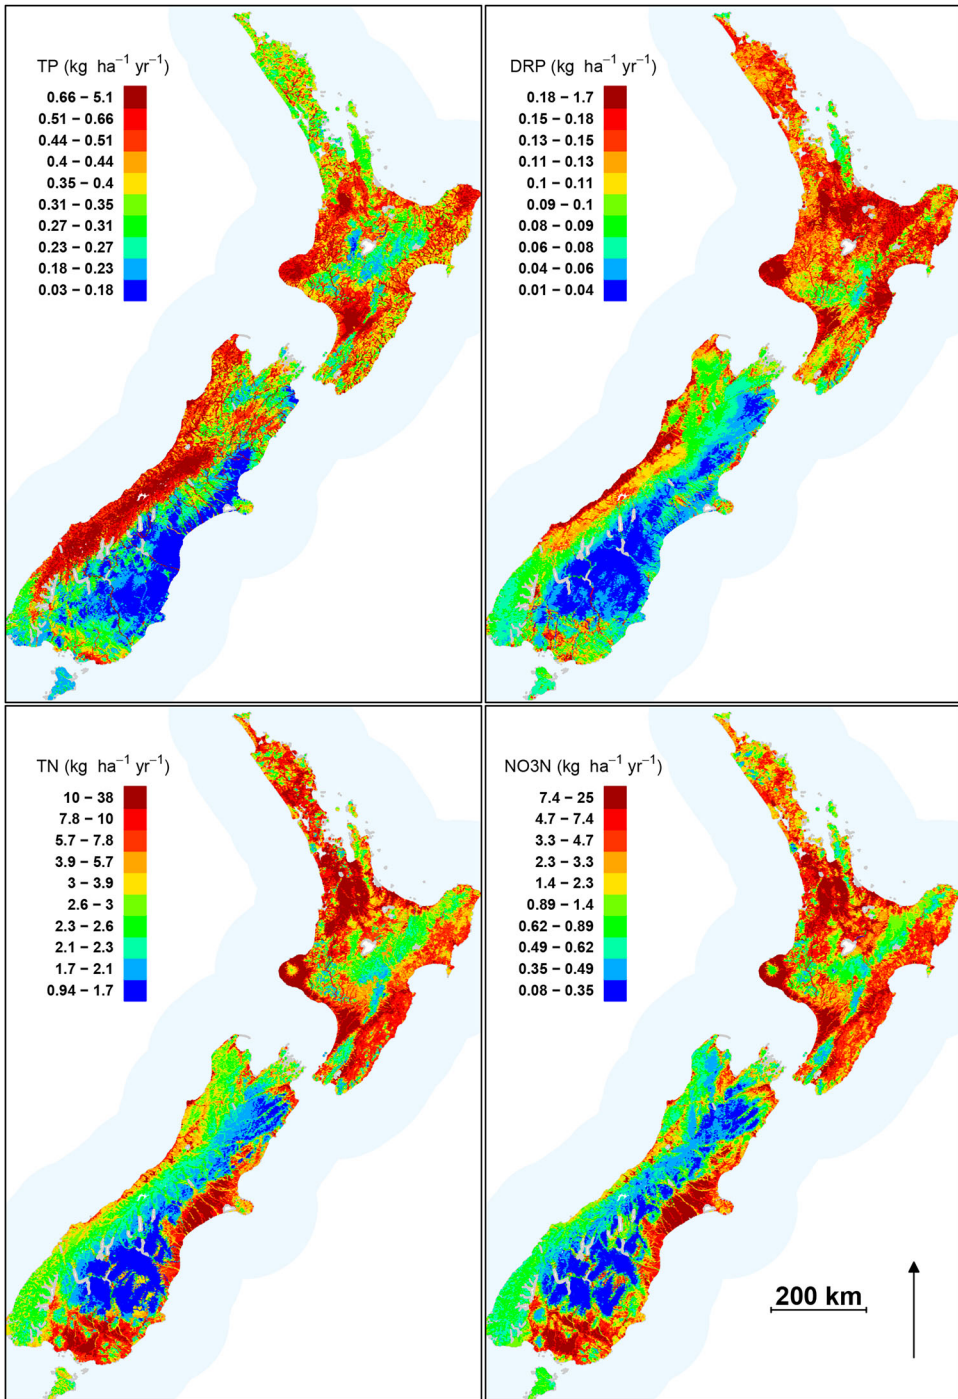 TP (kg ha⁻¹ yr⁻¹)
0.66 – 5.1
0.51 – 0.66
0.44 – 0.51
0.4 – 0.44
0.35 – 0.4
0.31 – 0.35
0.27 – 0.31
0.23 – 0.27
0.18 – 0.23
0.03 – 0.18
DRP (kg ha⁻¹ yr⁻¹)
0.18 – 1.7
0.15 – 0.18
0.13 – 0.15
0.11 – 0.13
0.1 – 0.11
0.09 – 0.1
0.08 – 0.09
0.06 – 0.08
0.04 – 0.06
0.01 – 0.04
TN (kg ha⁻¹ yr⁻¹)
10 – 38
7.8 – 10
5.7 – 7.8
3.9 – 5.7
3 – 3.9
2.6 – 3
2.3 – 2.6
2.1 – 2.3
1.7 – 2.1
0.94 – 1.7
NO3N (kg ha⁻¹ yr⁻¹)
7.4 – 25
4.7 – 7.4
3.3 – 4.7
2.3 – 3.3
1.4 – 2.3
0.89 – 1.4
0.62 – 0.89
0.49 – 0.62
0.35 – 0.49
0.08 – 0.35
200 km